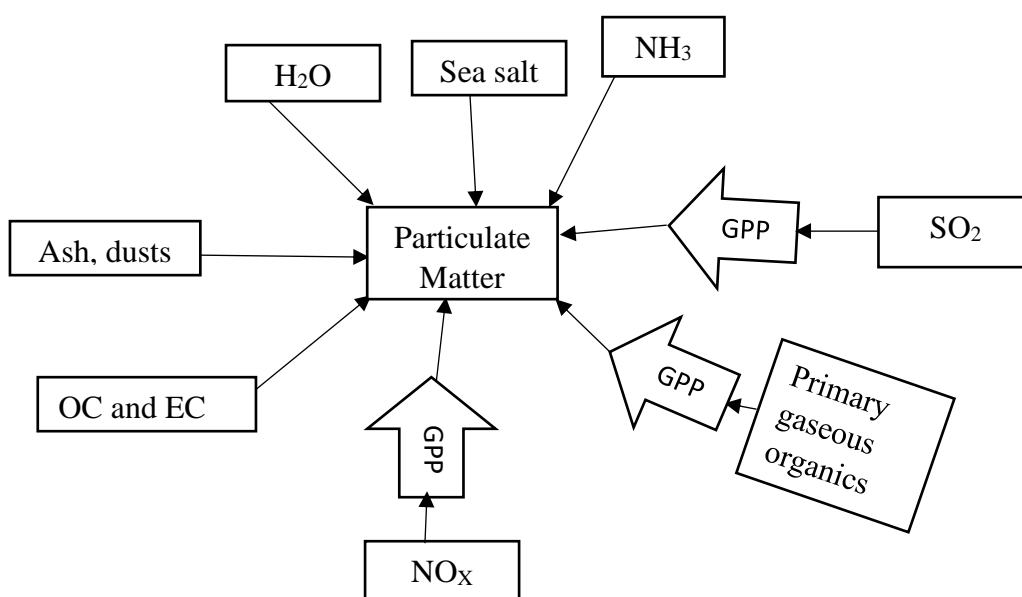 H₂O
Sea salt
NH₃
Ash, dusts
Particulate
Matter
GPP
SO₂
OC and EC
GPP
GPP
Primary
gaseous
organics
NOX